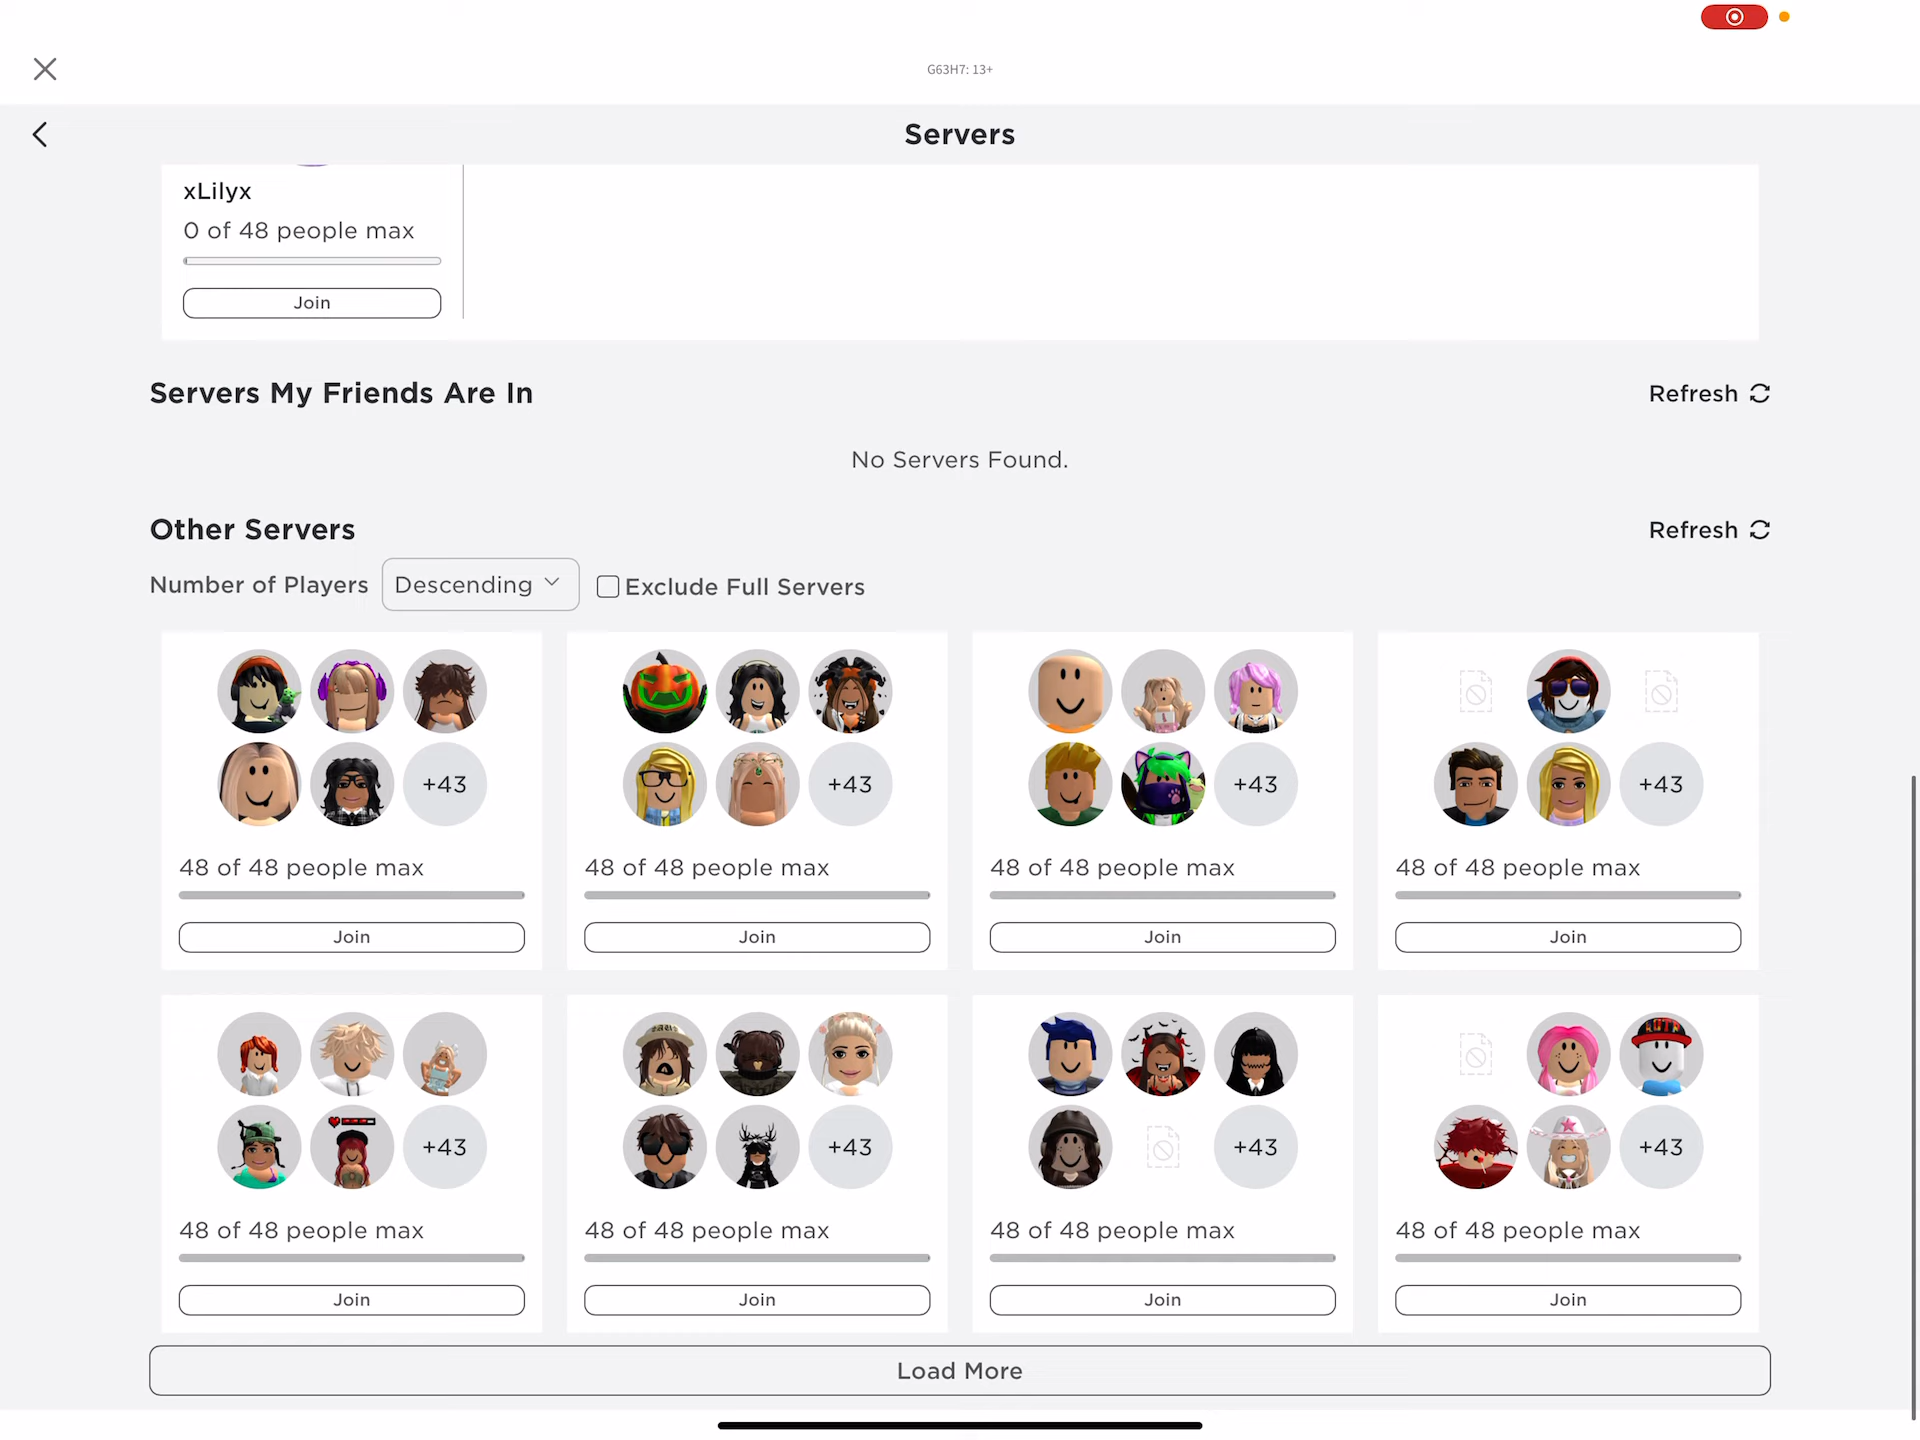 G63H7: 13+
Servers
xLilyx
0 of 48 people max
Join
Servers My Friends Are In
Refresh
No Servers Found.
Other Servers
Refresh
Number of Players
Descending
Exclude Full Servers
+43
+43
+43
+43
48 of 48 people max
48 of 48 people max
48 of 48 people max
48 of 48 people max
Join
Join
Join
Join
+43
+43
+43
+43
48 of 48 people max
48 of 48 people max
48 of 48 people max
48 of 48 people max
Join
Join
Join
Join
Load More